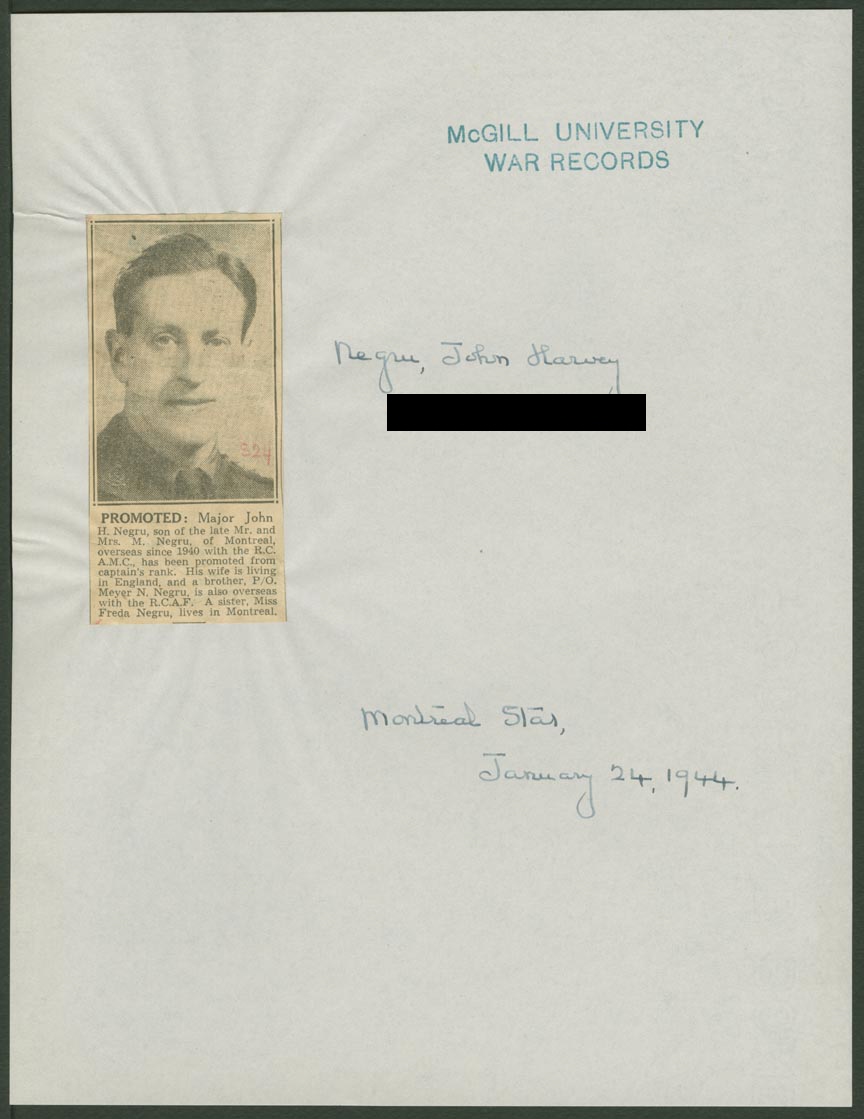 McGILL UNIVERSITY
WAR RECORDS
Negru, John Harvey
324
PROMOTED: Major John
H. Negru, son of the late Mr. and
Mrs. M. Negru, of Montreal,
overseas since 1940 with the R.C.
A.M.C., has been promoted from
captain's rank. His wife is living
in England, and a brother, P/O.
Meyer N. Negru, is also overseas
with the R.C.A.F. A sister, Miss
Freda Negru, lives in Montreal.
Montreal Star,
January 24, 1944.